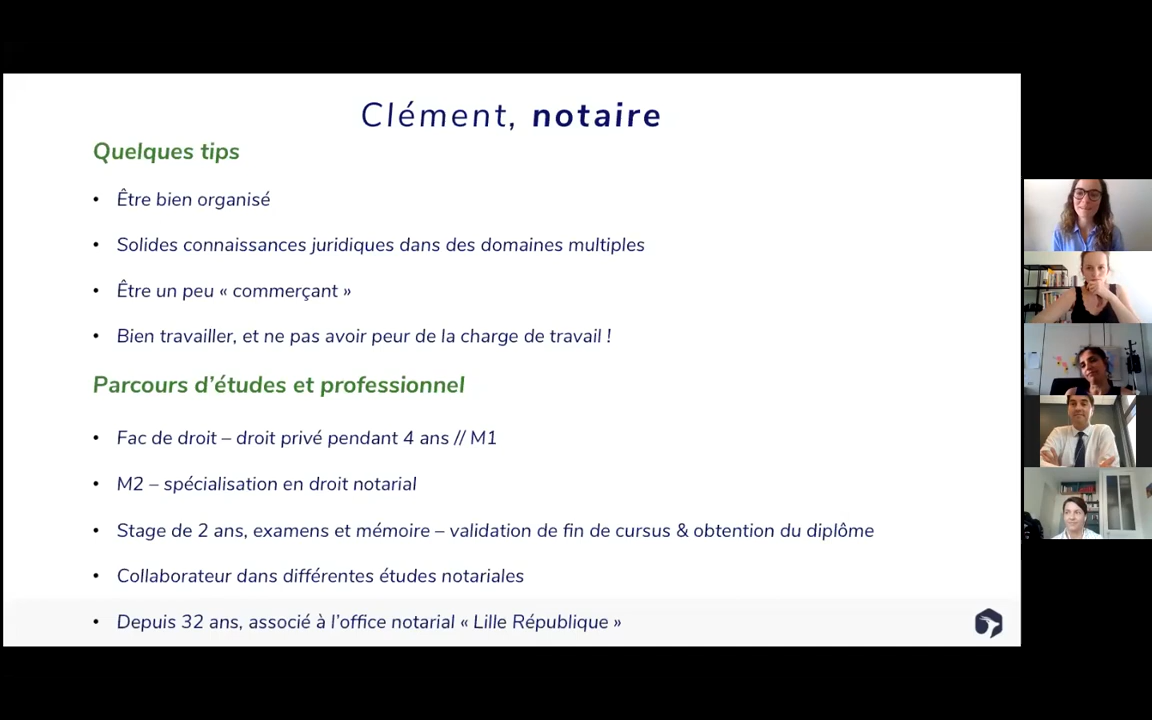 Clément, notaire
Quelques tips
• Être bien organisé
• Solides connaissances juridiques dans des domaines multiples
• Être un peu « commerçant »
• Bien travailler, et ne pas avoir peur de la charge de travail !
Parcours d’études et professionnel
• Fac de droit – droit privé pendant 4 ans // M1
• M2 – spécialisation en droit notarial
• Stage de 2 ans, examens et mémoire – validation de fin de cursus & obtention du diplôme
• Collaborateur dans différentes études notariales
• Depuis 32 ans, associé à l’office notarial « Lille République »